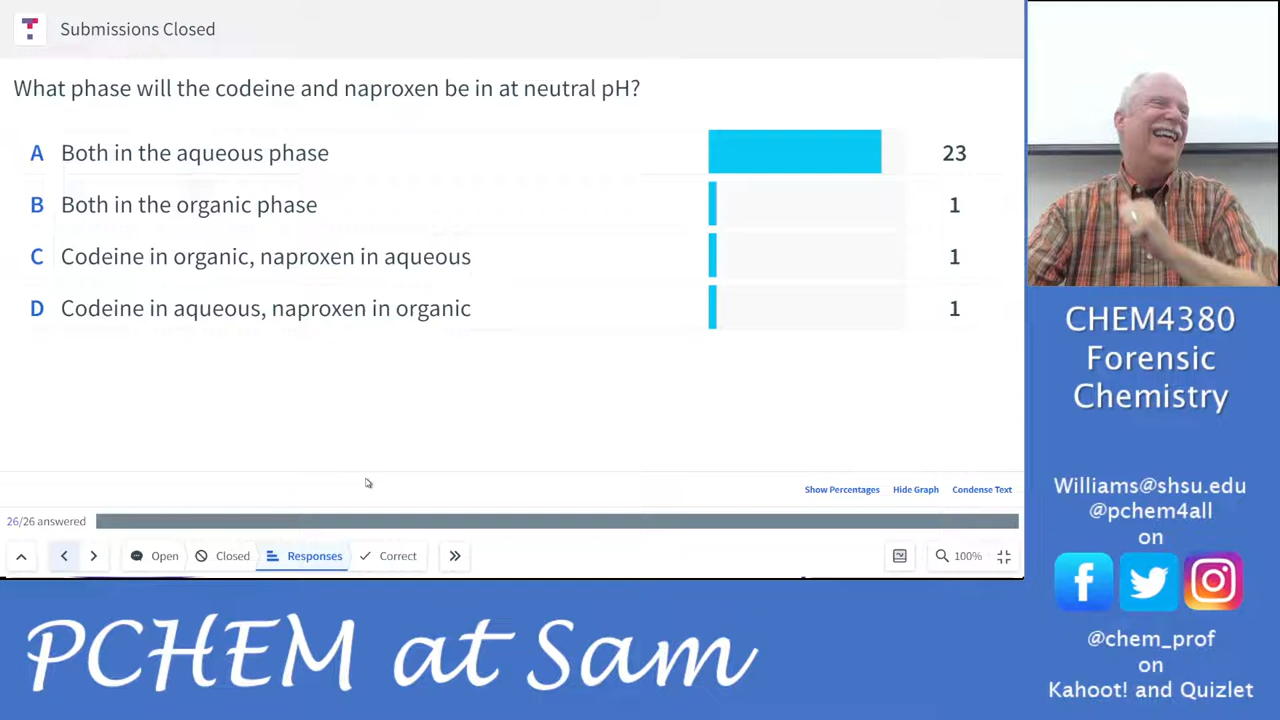 Submissions Closed
What phase will the codeine and naproxen be in at neutral pH?
A Both in the aqueous phase 23
B Both in the organic phase 1
C Codeine in organic, naproxen in aqueous 1
D Codeine in aqueous, naproxen in organic 1
Show Percentages Hide Graph Condense Text
26/26 answered
Open Closed Responses Correct 100%
CHEM4380
Forensic
Chemistry
Williams@shsu.edu
@pchem4all
on
@chem_prof
on
Kahoot! and Quizlet
PCHEM at Sam